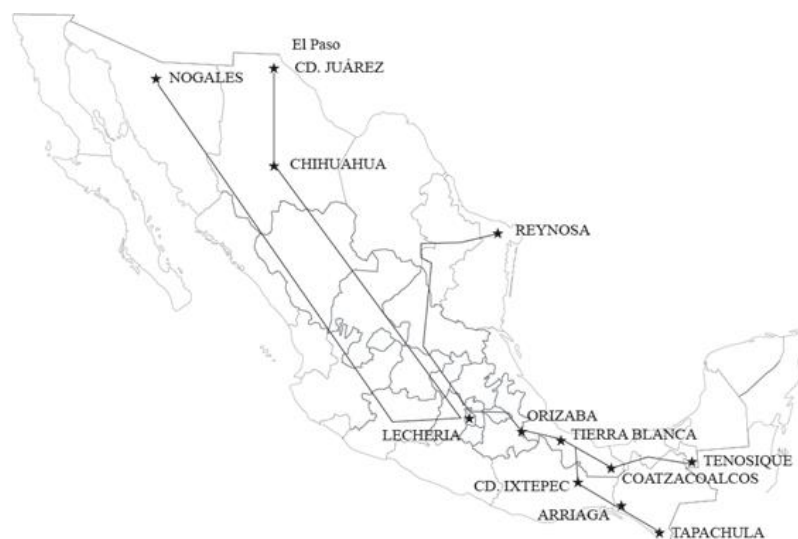 El Paso
NOGALES
CD. JUÁREZ
CHIHUAHUA
REYNOSA
ORIZABA
LECHERIA
TIERRA BLANCA
TENOSIQUE
COATZACOALCOS
CD. IXTEPEC
ARRIAGA
TAPACHULA